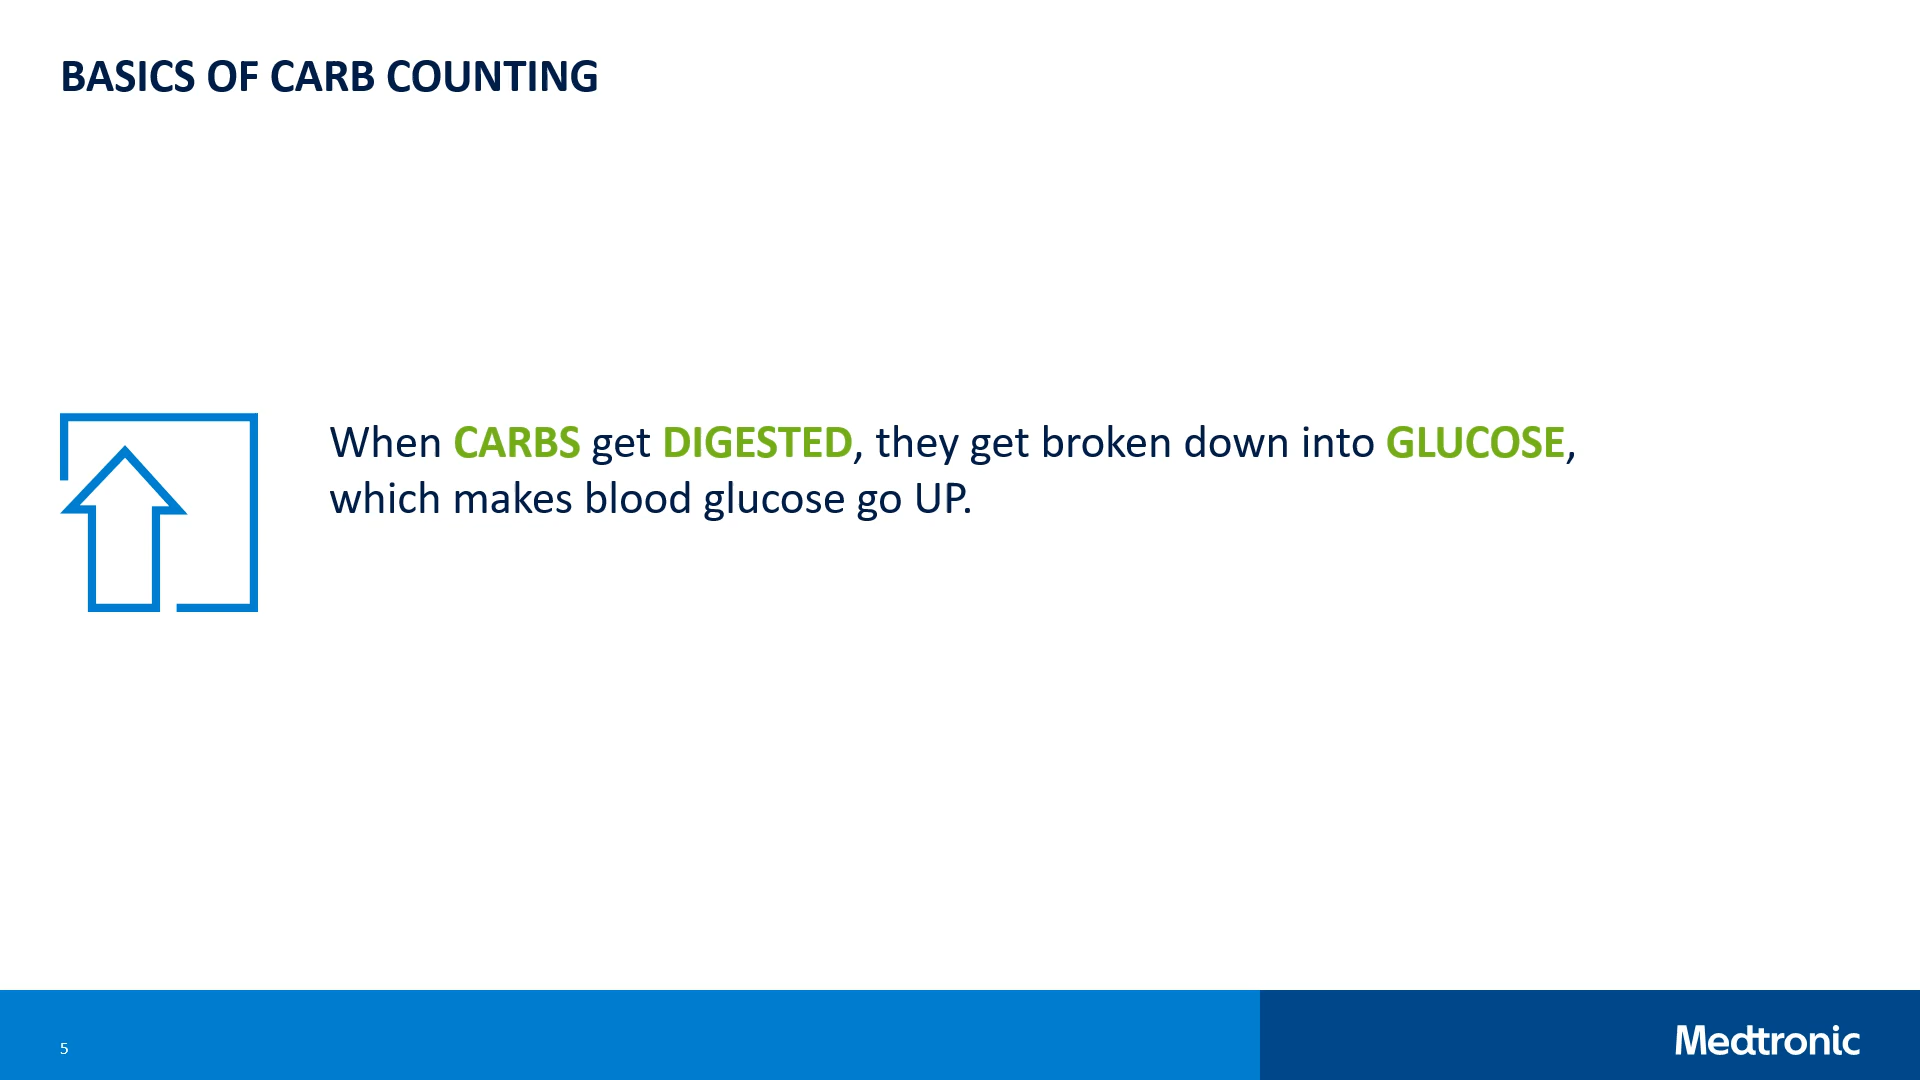 BASICS OF CARB COUNTING
When CARBS get DIGESTED, they get broken down into GLUCOSE,
which makes blood glucose go UP.
5
Medtronic